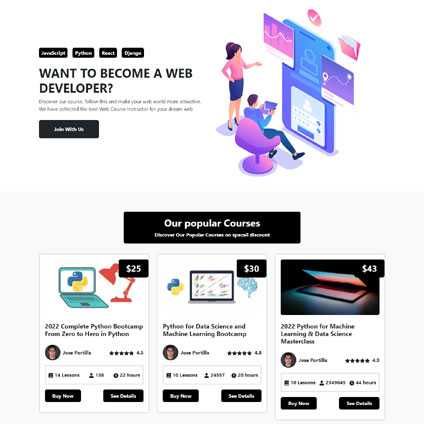 JavaScript Python React Django
WANT TO BECOME A WEB
DEVELOPER?
Discover our course, follow this and make your web world more attractive.
We have collected the best Web Course Instructor for your dream web
Join With Us
Our popular Courses
Discover Our Popular Courses on specail discount
$25
2022 Complete Python Bootcamp
From Zero to Hero in Python
Jose Portilla 4.5
14 Lessons 138 22 hours
Buy Now See Details
$30
Python for Data Science and
Machine Learning Bootcamp
Jose Portilla 4.8
10 Lessons 24557 20 hours
Buy Now See Details
$43
2022 Python for Machine
Learning & Data Science
Masterclass
Jose Portilla 4.9
10 Lessons 2349045 44 hours
Buy Now See Details